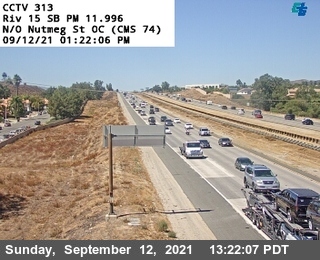 CCTV 313
Riv 15 SB PM 11.996
N/O Nutmeg St OC (CMS 74)
09/12/21 01:22:06 PM
Sunday, September 12, 2021 13:22:07 PDT